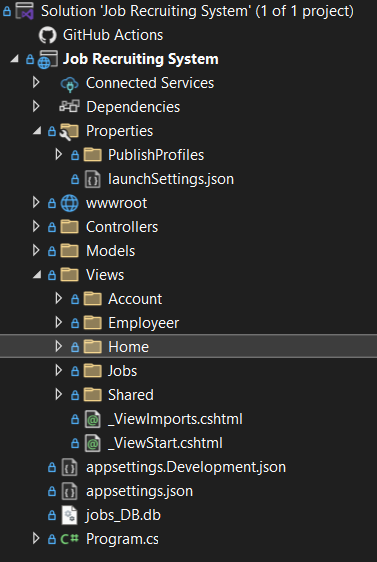 Solution 'Job Recruiting System' (1 of 1 project)
GitHub Actions
Job Recruiting System
Connected Services
Dependencies
Properties
PublishProfiles
launchSettings.json
wwwroot
Controllers
Models
Views
Account
Employeer
Home
Jobs
Shared
_ViewImports.cshtml
_ViewStart.cshtml
appsettings.Development.json
appsettings.json
jobs_DB.db
C# Program.cs